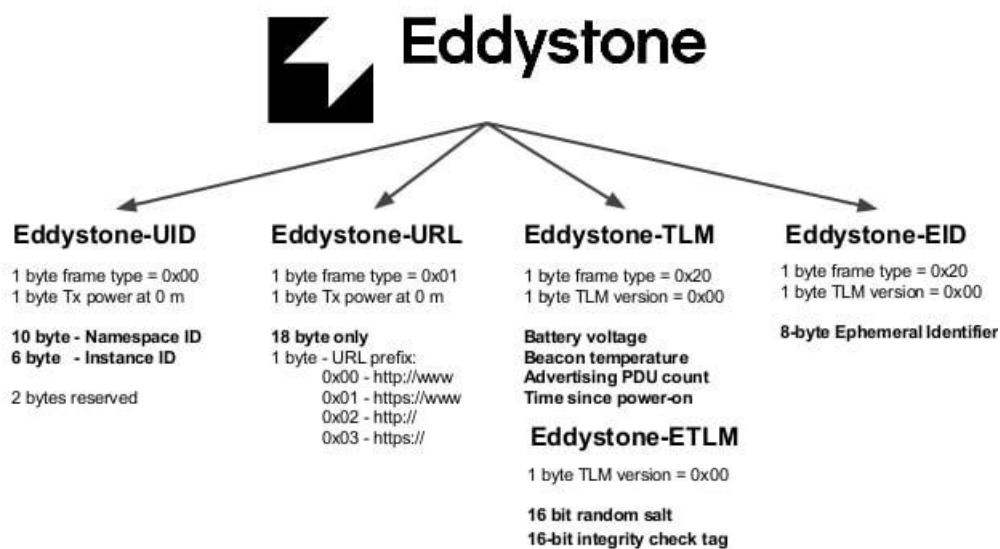 Eddystone
Eddystone-UID
1 byte frame type = 0x00
1 byte Tx power at 0 m
10 byte - Namespace ID
6 byte - Instance ID
2 bytes reserved
Eddystone-URL
1 byte frame type = 0x01
1 byte Tx power at 0 m
18 byte only
1 byte - URL prefix:
0x00 - http://www
0x01 - https://www
0x02 - http://
0x03 - https://
Eddystone-TLM
1 byte frame type = 0x20
1 byte TLM version = 0x00
Battery voltage
Beacon temperature
Advertising PDU count
Time since power-on
Eddystone-ETLM
1 byte TLM version = 0x00
16 bit random salt
16-bit integrity check tag
Eddystone-EID
1 byte frame type = 0x20
1 byte TLM version = 0x00
8-byte Ephemeral Identifier